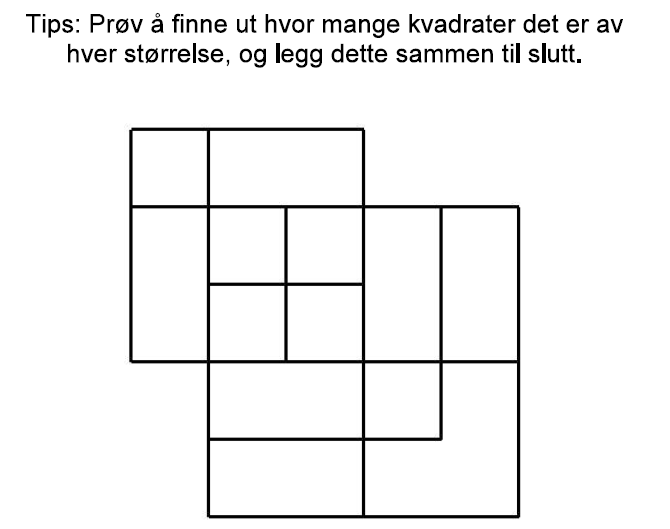 Tips: Prøv å finne ut hvor mange kvadrater det er av
hver størrelse, og legg dette sammen til slutt.